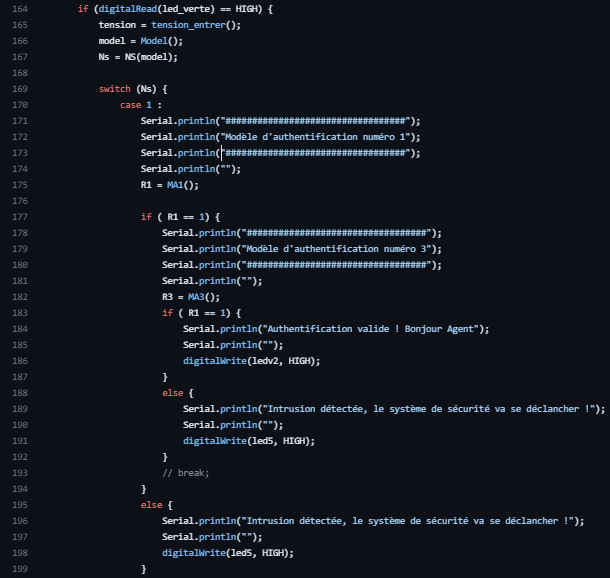 164 if (digitalRead(led_verte) == HIGH) {
165 tension = tension_entrer();
166 model = Model();
167 Ns = NS(model);
168
169 switch (Ns) {
170 case 1 :
171 Serial.println("##################################");
172 Serial.println("Modèle d'authentification numéro 1");
173 Serial.println("##################################");
174 Serial.println("");
175 R1 = MA1();
176
177 if ( R1 == 1) {
178 Serial.println("##################################");
179 Serial.println("Modèle d'authentification numéro 3");
180 Serial.println("##################################");
181 Serial.println("");
182 R3 = MA3();
183 if ( R1 == 1) {
184 Serial.println("Authentification valide ! Bonjour Agent");
185 Serial.println("");
186 digitalWrite(ledv2, HIGH);
187 }
188 else {
189 Serial.println("Intrusion détectée, le système de sécurité va se déclancher !");
190 Serial.println("");
191 digitalWrite(led5, HIGH);
192 }
193 // break;
194 }
195 else {
196 Serial.println("Intrusion détectée, le système de sécurité va se déclancher !");
197 Serial.println("");
198 digitalWrite(led5, HIGH);
199 }